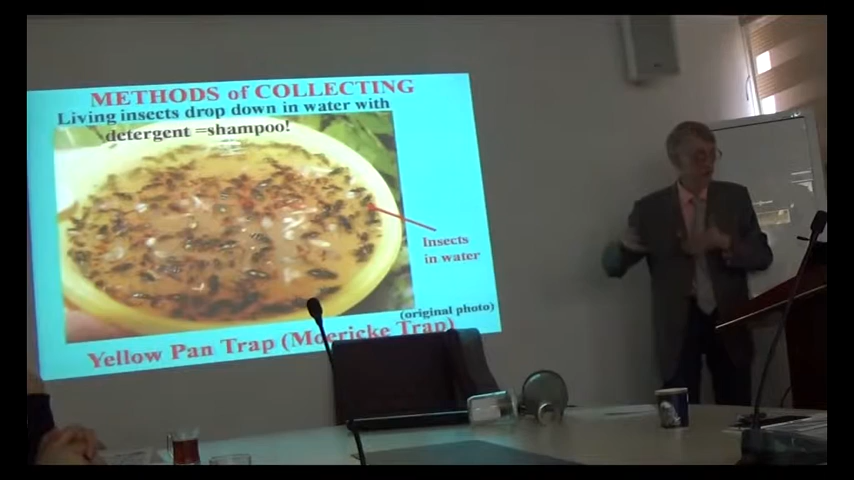 METHODS of COLLECTING
Living insects drop down in water with
detergent =shampoo!
Insects
in water
(original photo)
Yellow Pan Trap (Moericke Trap)